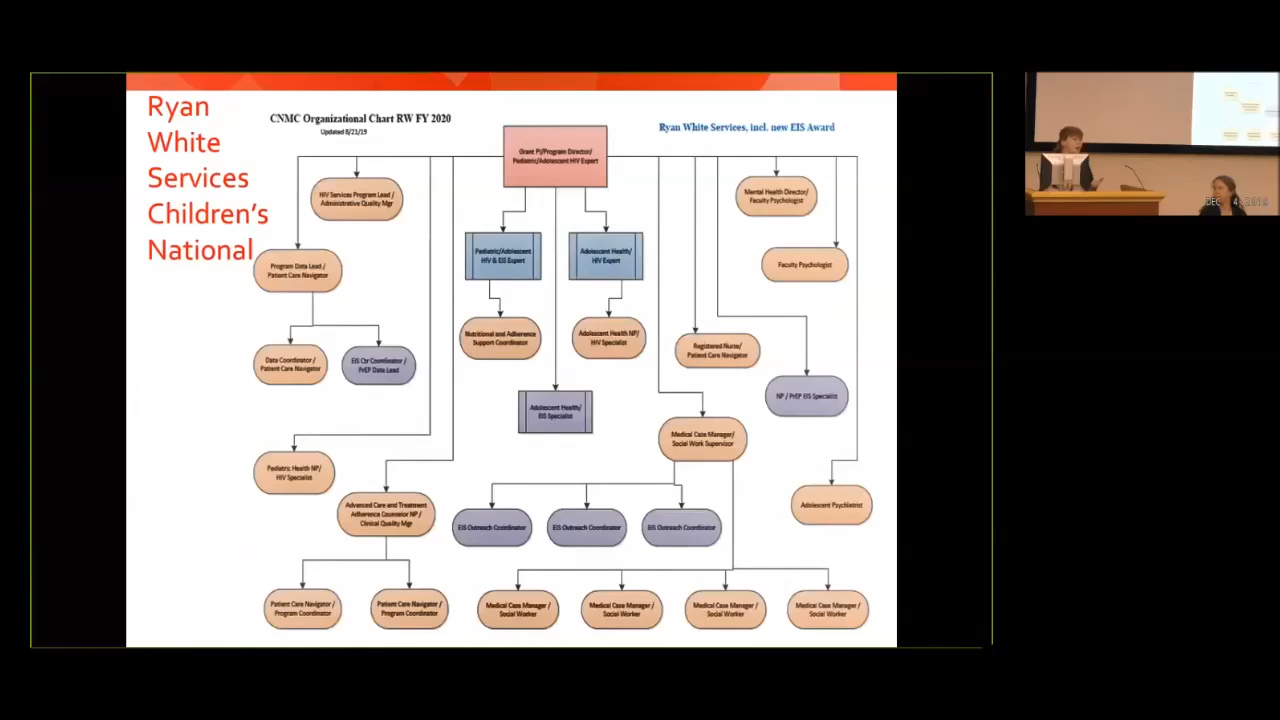 Ryan
White
Services
Children's
National
CNMC Organizational Chart RW FY 2020
Updated 8/21/19
Ryan White Services, incl. new EIS Award
Grant PI/Program Director/
Pediatric/Adolescent HIV Expert
HIV Services Program Lead /
Administrative Quality Mgr
Mental Health Director/
Faculty Psychologist
Program Data Lead /
Patient Care Navigator
Pediatric/Adolescent
HIV & EIS Expert
Adolescent Health/
HIV Expert
Faculty Psychologist
Data Coordinator /
Patient Care Navigator
EIS Ctr Coordinator /
PrEP Data Lead
Nutritional and Adherence
Support Coordinator
Adolescent Health NP/
HIV Specialist
Registered Nurse/
Patient Care Navigator
NP / PrEP EIS Specialist
Adolescent Health/
EIS Specialist
Medical Case Manager/
Social Work Supervisor
Pediatric Health NP/
HIV Specialist
Advanced Care and Treatment
Adherence Counselor NP /
Clinical Quality Mgr
EIS Outreach Coordinator
EIS Outreach Coordinator
EIS Outreach Coordinator
Adolescent Psychiatrist
Patient Care Navigator /
Program Coordinator
Patient Care Navigator /
Program Coordinator
Medical Case Manager /
Social Worker
Medical Case Manager /
Social Worker
Medical Case Manager /
Social Worker
Medical Case Manager /
Social Worker
DEC 4 2019